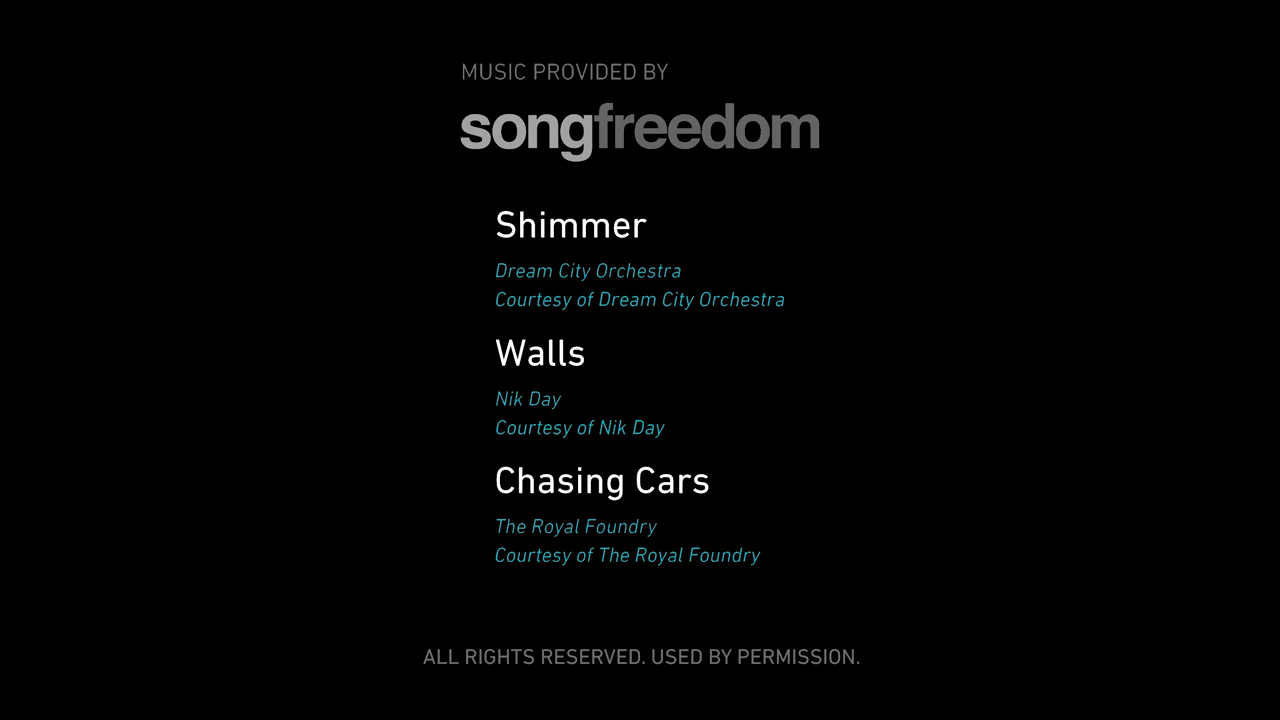 MUSIC PROVIDED BY
songfreedom
Shimmer
Dream City Orchestra
Courtesy of Dream City Orchestra
Walls
Nik Day
Courtesy of Nik Day
Chasing Cars
The Royal Foundry
Courtesy of The Royal Foundry
ALL RIGHTS RESERVED. USED BY PERMISSION.